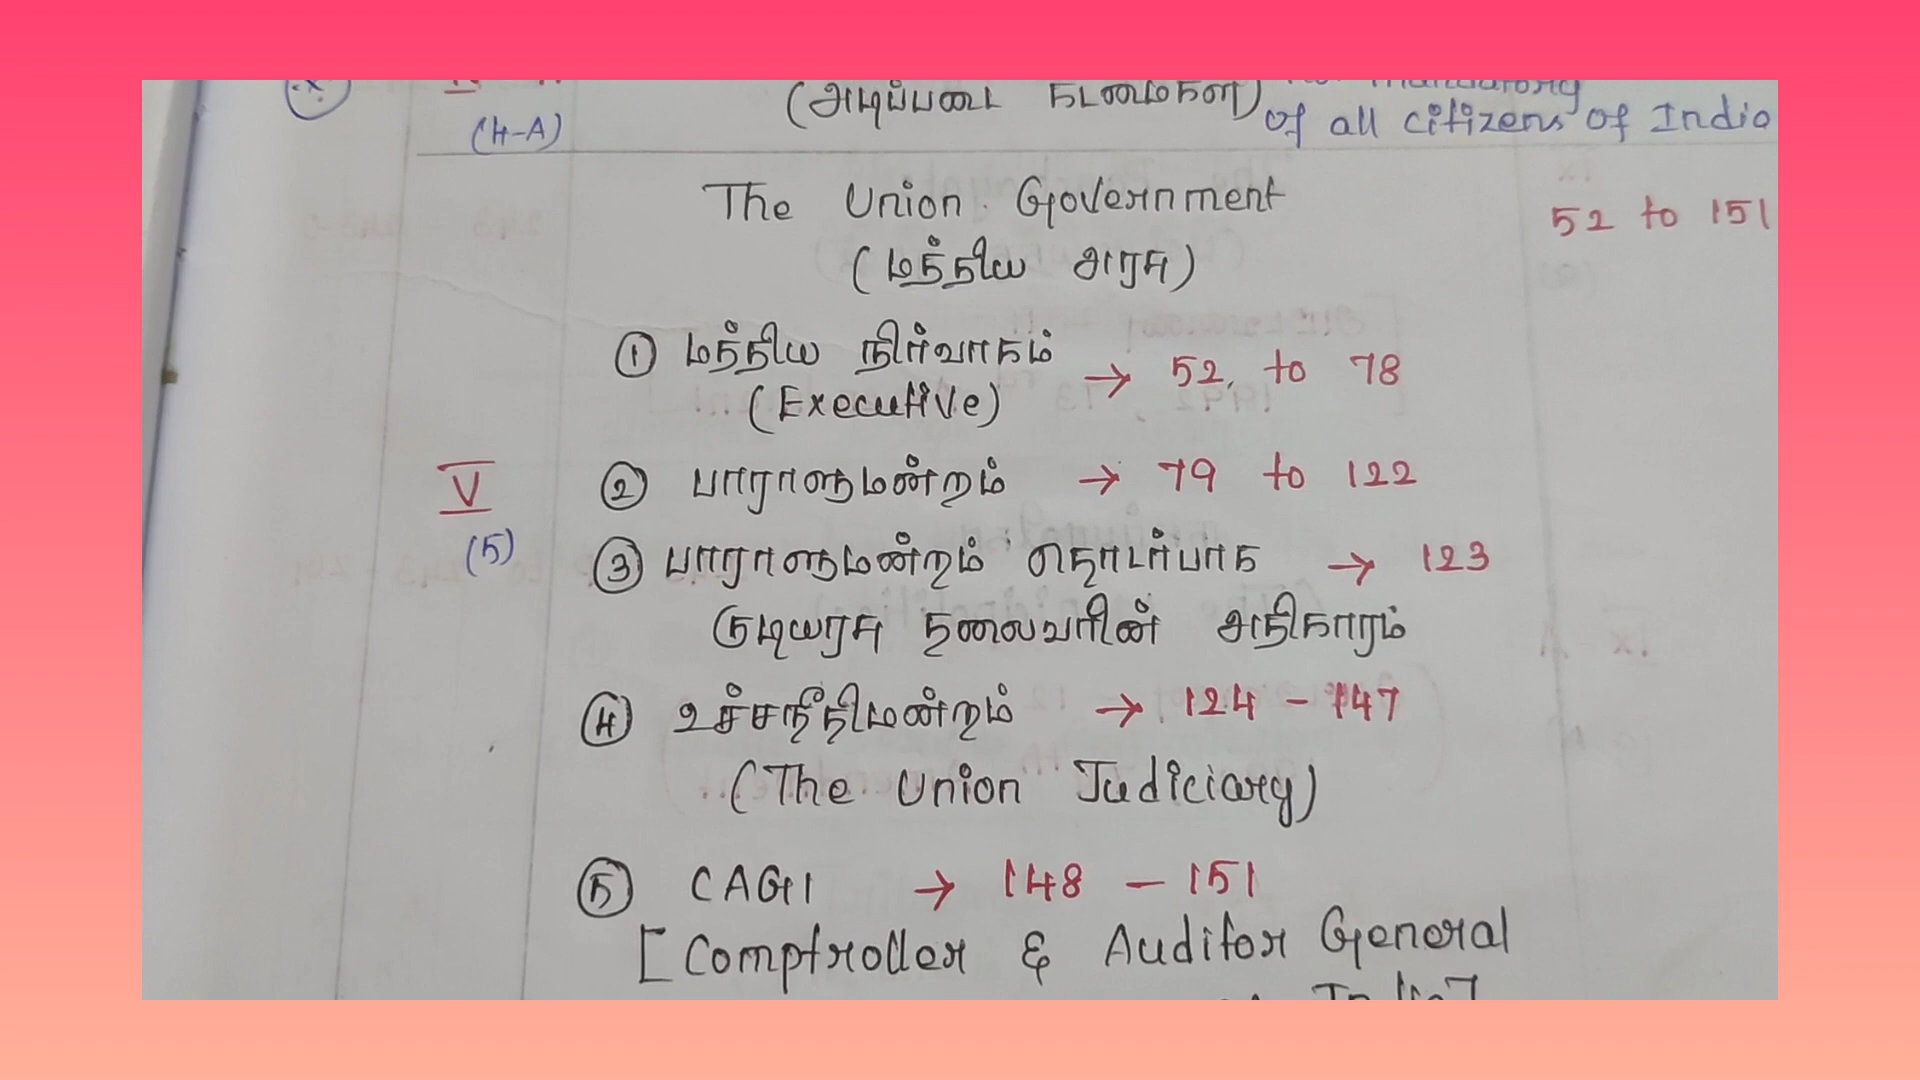 (அடிப்படை கடமைகள்)
(4-A) of all citizens of India
The Union Government 52 to 151
(மத்திய அரசு)
① மத்திய நிர்வாகம் → 52, to 78
(Executive)
V ② பாராளுமன்றம் → 79 to 122
(5) ③ பாராளுமன்றம் தொடர்பாக → 123
குடியரசு தலைவரின் அதிகாரம்
④ உச்சநீதிமன்றம் → 124 - 147
(The Union Judiciary)
⑤ CAG → 148 - 151
[Comptroller & Auditor General